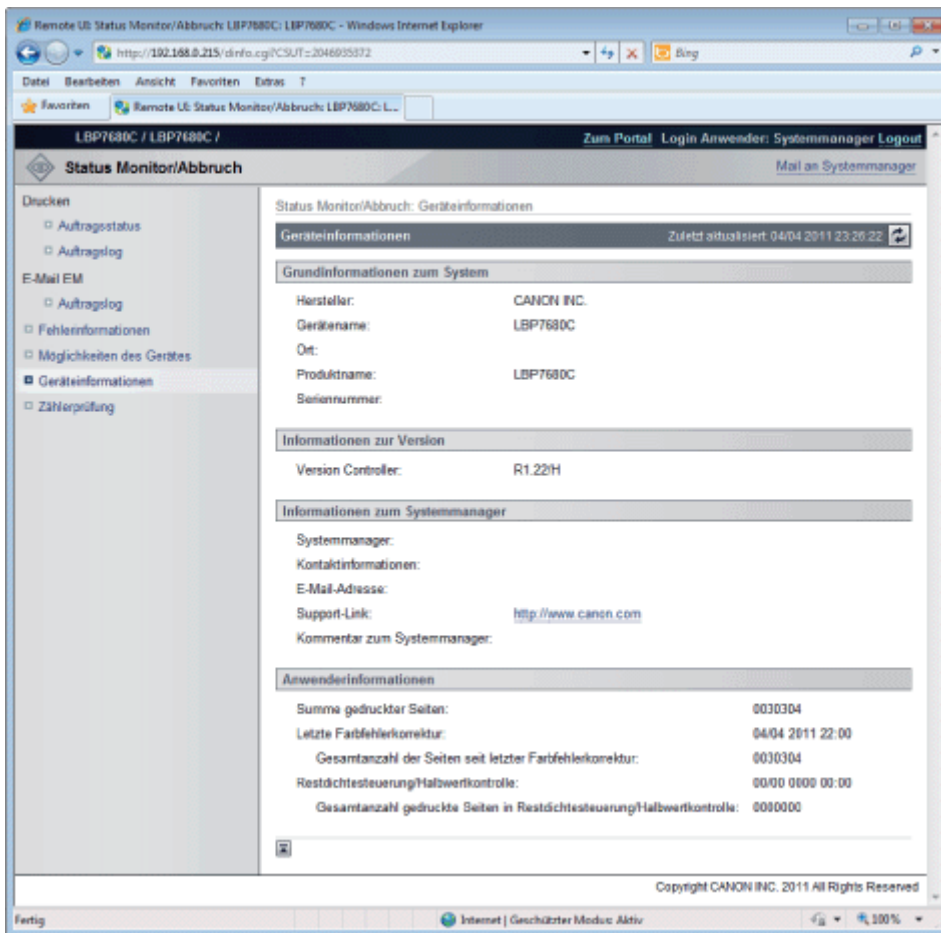 Remote UI: Status Monitor/Abbruch: LBP7680C: LBP7680C - Windows Internet Explorer
http://192.168.0.215/dinfo.cgi?CSUT=2046935372
Bing
Datei Bearbeiten Ansicht Favoriten Extras ?
Favoriten Remote UI: Status Monitor/Abbruch: LBP7680C: L...
LBP7680C / LBP7680C / Zum Portal Login Anwender: Systemmanager Logout
Status Monitor/Abbruch Mail an Systemmanager
Drucken
Auftragsstatus
Auftragslog
E-Mail EM
Auftragslog
Fehlerinformationen
Möglichkeiten des Gerätes
Geräteinformationen
Zählerprüfung
Status Monitor/Abbruch: Geräteinformationen
Geräteinformationen Zuletzt aktualisiert: 04/04 2011 23:26:22
Grundinformationen zum System
Hersteller: CANON INC.
Gerätename: LBP7680C
Ort:
Produktname: LBP7680C
Seriennummer:
Informationen zur Version
Version Controller: R1.22/H
Informationen zum Systemmanager
Systemmanager:
Kontaktinformationen:
E-Mail-Adresse:
Support-Link: http://www.canon.com
Kommentar zum Systemmanager:
Anwenderinformationen
Summe gedruckter Seiten: 0030304
Letzte Farbfehlerkorrektur: 04/04 2011 22:00
Gesamtanzahl der Seiten seit letzter Farbfehlerkorrektur: 0030304
Restdichtesteuerung/Halbwertkontrolle: 00/00 0000 00:00
Gesamtanzahl gedruckte Seiten in Restdichtesteuerung/Halbwertkontrolle: 0000000
Copyright CANON INC. 2011 All Rights Reserved
Fertig Internet | Geschützter Modus: Aktiv 100%